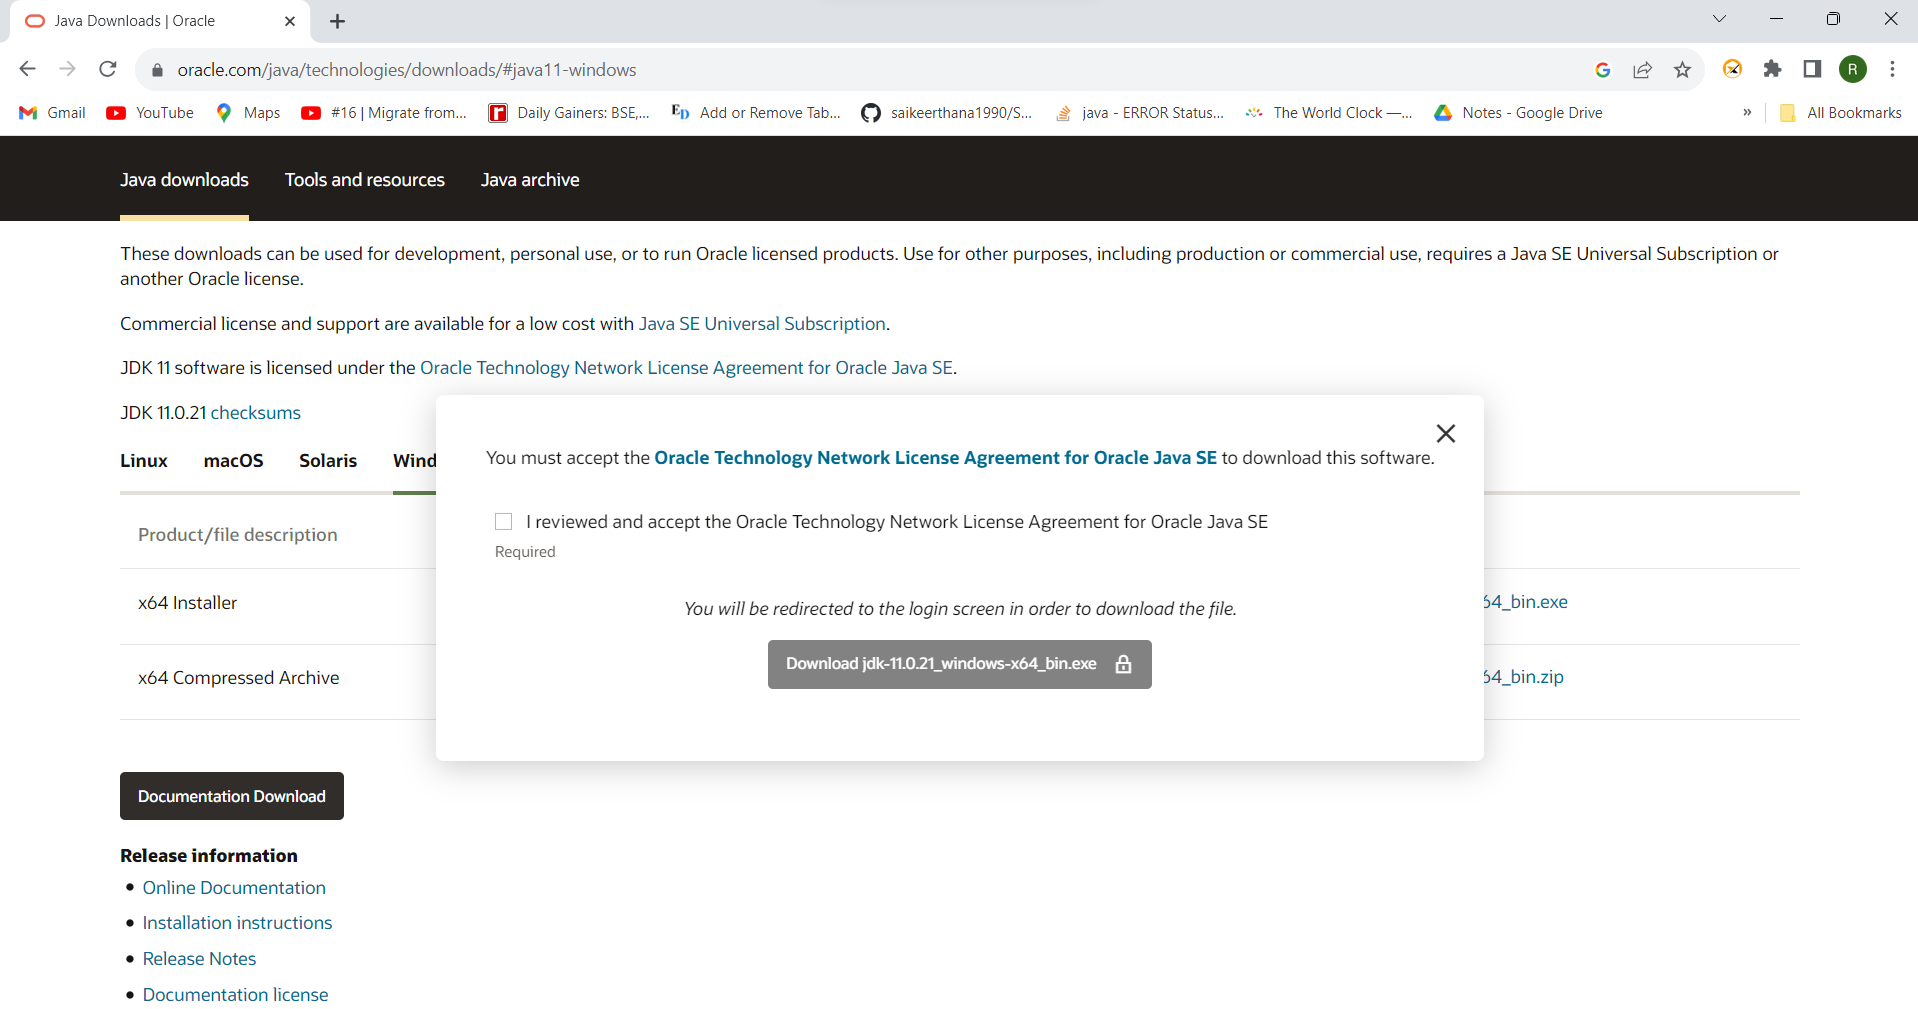 Java Downloads | Oracle
oracle.com/java/technologies/downloads/#java11-windows
R
Gmail
YouTube
Maps
#16 | Migrate from...
Daily Gainers: BSE,...
ED Add or Remove Tab...
saikeerthana1990/S...
java - ERROR Status...
The World Clock —...
Notes - Google Drive
»
All Bookmarks
Java downloads
Tools and resources
Java archive
These downloads can be used for development, personal use, or to run Oracle licensed products. Use for other purposes, including production or commercial use, requires a Java SE Universal Subscription or
another Oracle license.
Commercial license and support are available for a low cost with Java SE Universal Subscription.
JDK 11 software is licensed under the Oracle Technology Network License Agreement for Oracle Java SE.
JDK 11.0.21 checksums
Linux
macOS
Solaris
Wind
You must accept the Oracle Technology Network License Agreement for Oracle Java SE to download this software.
I reviewed and accept the Oracle Technology Network License Agreement for Oracle Java SE
Required
You will be redirected to the login screen in order to download the file.
Download jdk-11.0.21_windows-x64_bin.exe
Product/file description
x64 Installer
64_bin.exe
x64 Compressed Archive
64_bin.zip
Documentation Download
Release information
• Online Documentation
• Installation instructions
• Release Notes
• Documentation license